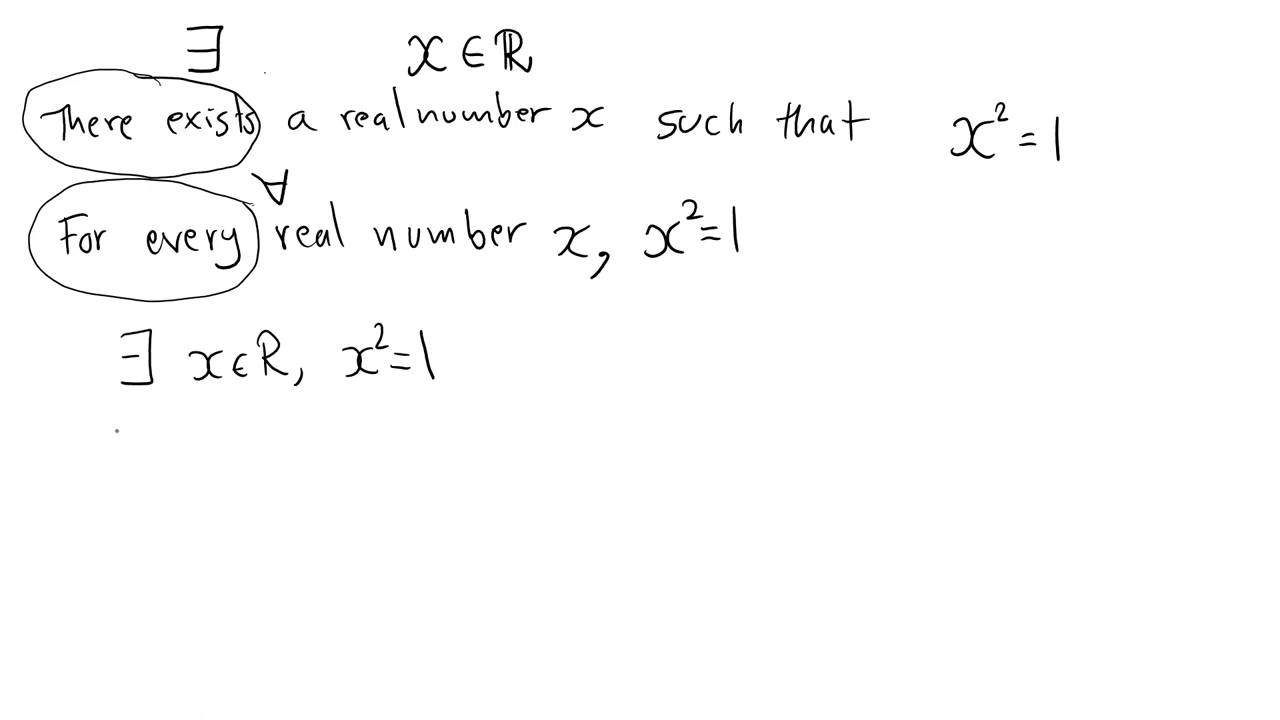 ∃ x ∈ ℝ
There exists a real number x such that x² = 1
∀
For every real number x, x² = 1
∃ x ∈ ℝ, x² = 1